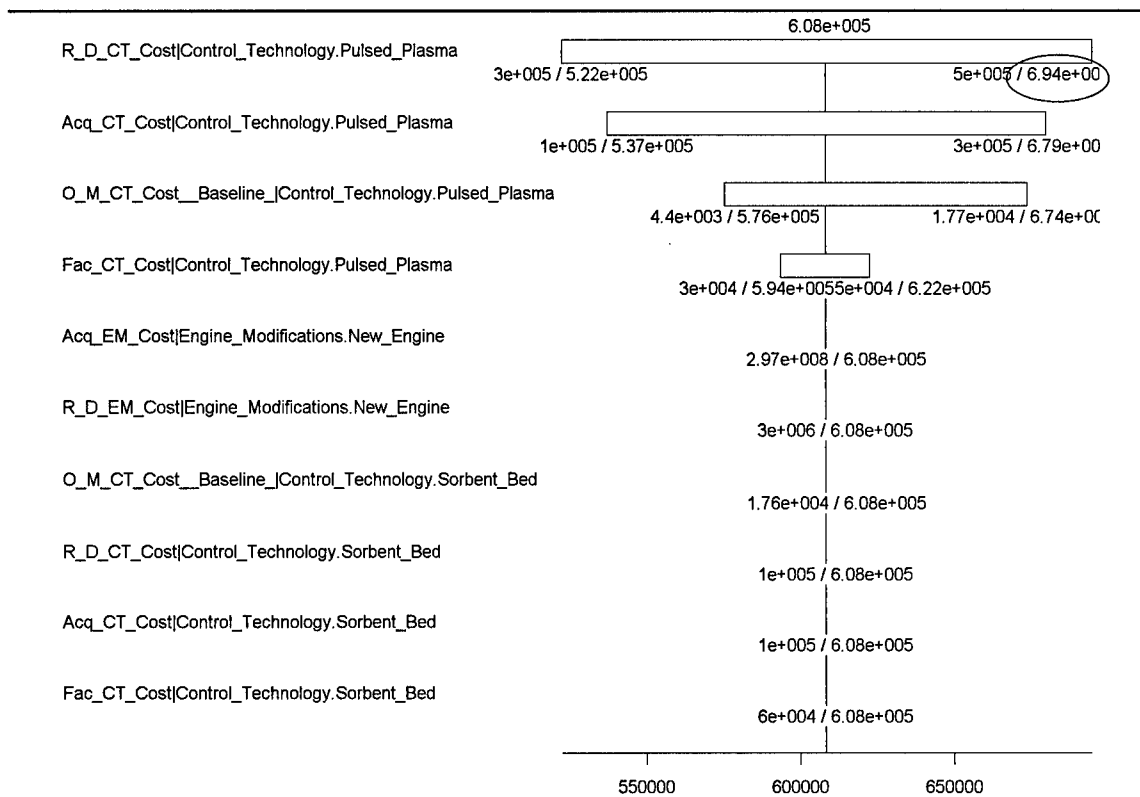 6.08e+005
R_D_CT_Cost|Control_Technology.Pulsed_Plasma
3e+005 / 5.22e+005 5e+005 / 6.94e+00
Acq_CT_Cost|Control_Technology.Pulsed_Plasma
1e+005 / 5.37e+005 3e+005 / 6.79e+00
O_M_CT_Cost__Baseline_|Control_Technology.Pulsed_Plasma
4.4e+003 / 5.76e+005 1.77e+004 / 6.74e+00
Fac_CT_Cost|Control_Technology.Pulsed_Plasma
3e+004 / 5.94e+0055e+004 / 6.22e+005
Acq_EM_Cost|Engine_Modifications.New_Engine
2.97e+008 / 6.08e+005
R_D_EM_Cost|Engine_Modifications.New_Engine
3e+006 / 6.08e+005
O_M_CT_Cost__Baseline_|Control_Technology.Sorbent_Bed
1.76e+004 / 6.08e+005
R_D_CT_Cost|Control_Technology.Sorbent_Bed
1e+005 / 6.08e+005
Acq_CT_Cost|Control_Technology.Sorbent_Bed
1e+005 / 6.08e+005
Fac_CT_Cost|Control_Technology.Sorbent_Bed
6e+004 / 6.08e+005
550000 600000 650000